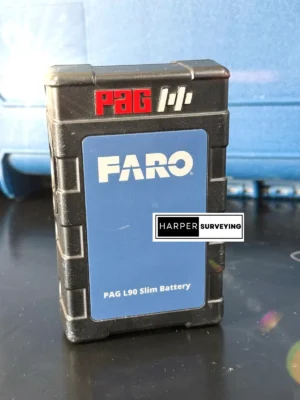 PAG
FARO
HARPER SURVEYING
PAG L90 Slim Battery